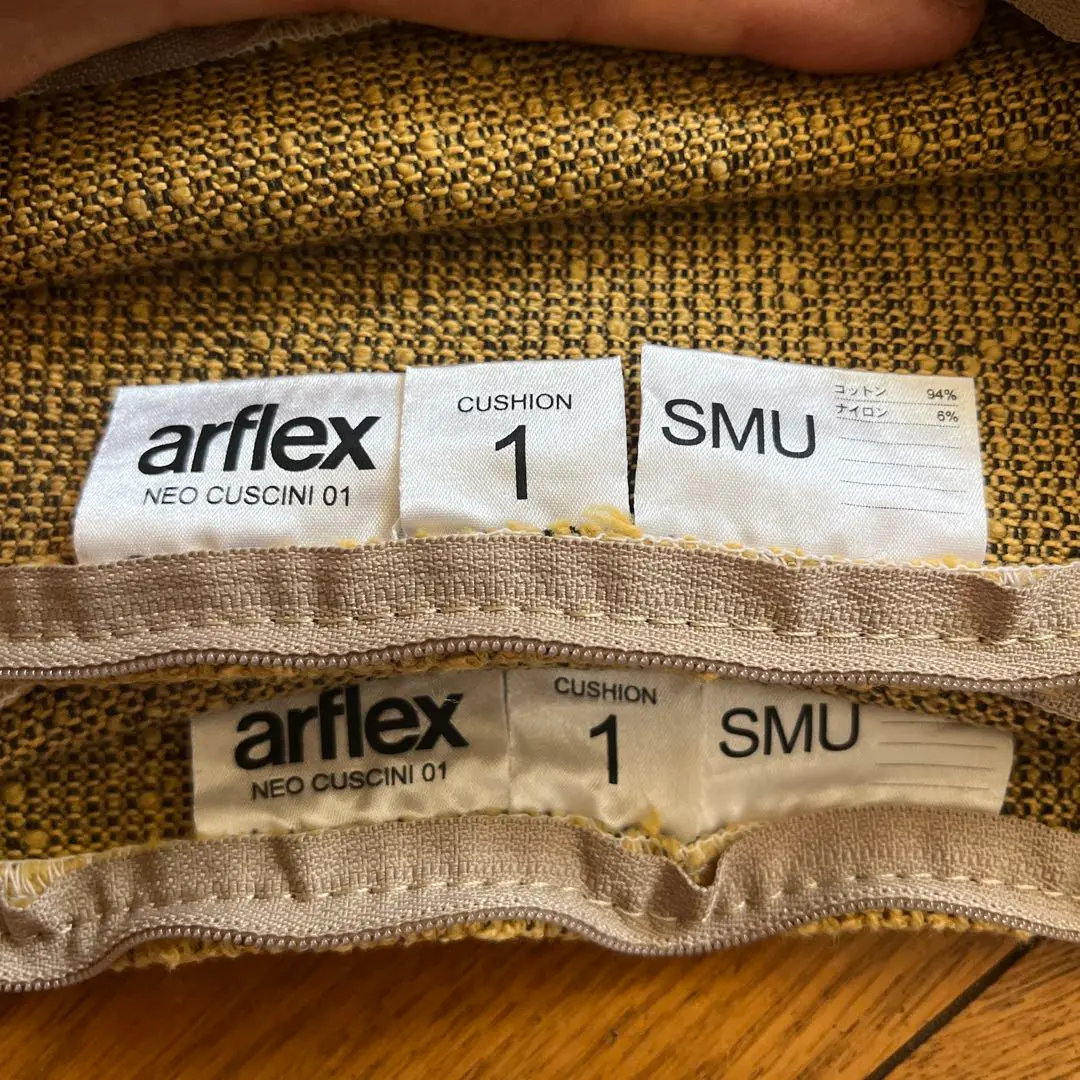 arflex
NEO CUSCINI 01
CUSHION
1
SMU
コットン 94%
ナイロン 6%
arflex
NEO CUSCINI 01
CUSHION
1
SMU